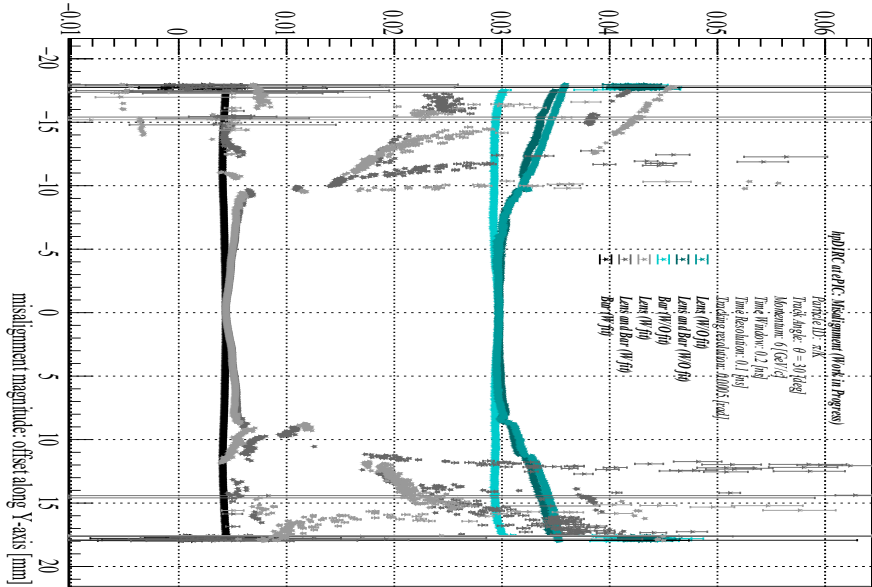 hpDIRC at ePIC: Misalignment (Work in Progress)
Particle ID: π/K
Track Angle: θ = 30 [deg]
Momentum: 6 [GeV/c]
Time Window: 0.2 [ns]
Time Resolution: 0.1 [ns]
Tracking resolution: 0.0005 [rad]
Lens (W/O fit)
Lens and Bar (W/O fit)
Bar (W/O fit)
Lens (W fit)
Lens and Bar (W fit)
Bar (W fit)
0.06
0.05
0.04
0.03
0.02
0.01
0
-0.01
−20 −15 −10 −5 0 5 10 15 20
misalignment magnitude: offset along Y-axis [mm]